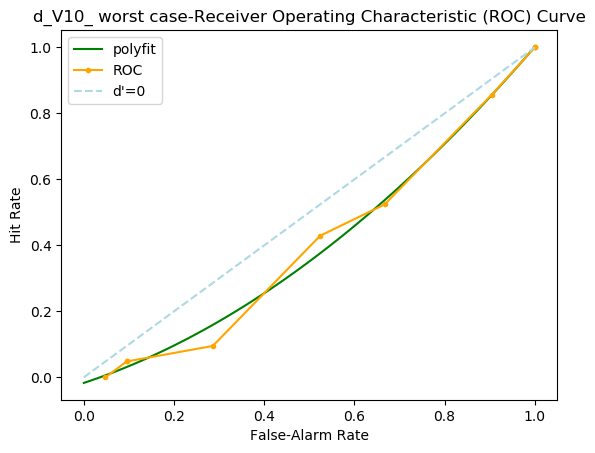 d_V10_ worst case-Receiver Operating Characteristic (ROC) Curve
polyfit
ROC
d'=0
1.0
0.8
0.6
0.4
0.2
0.0
Hit Rate
0.0 0.2 0.4 0.6 0.8 1.0
False-Alarm Rate